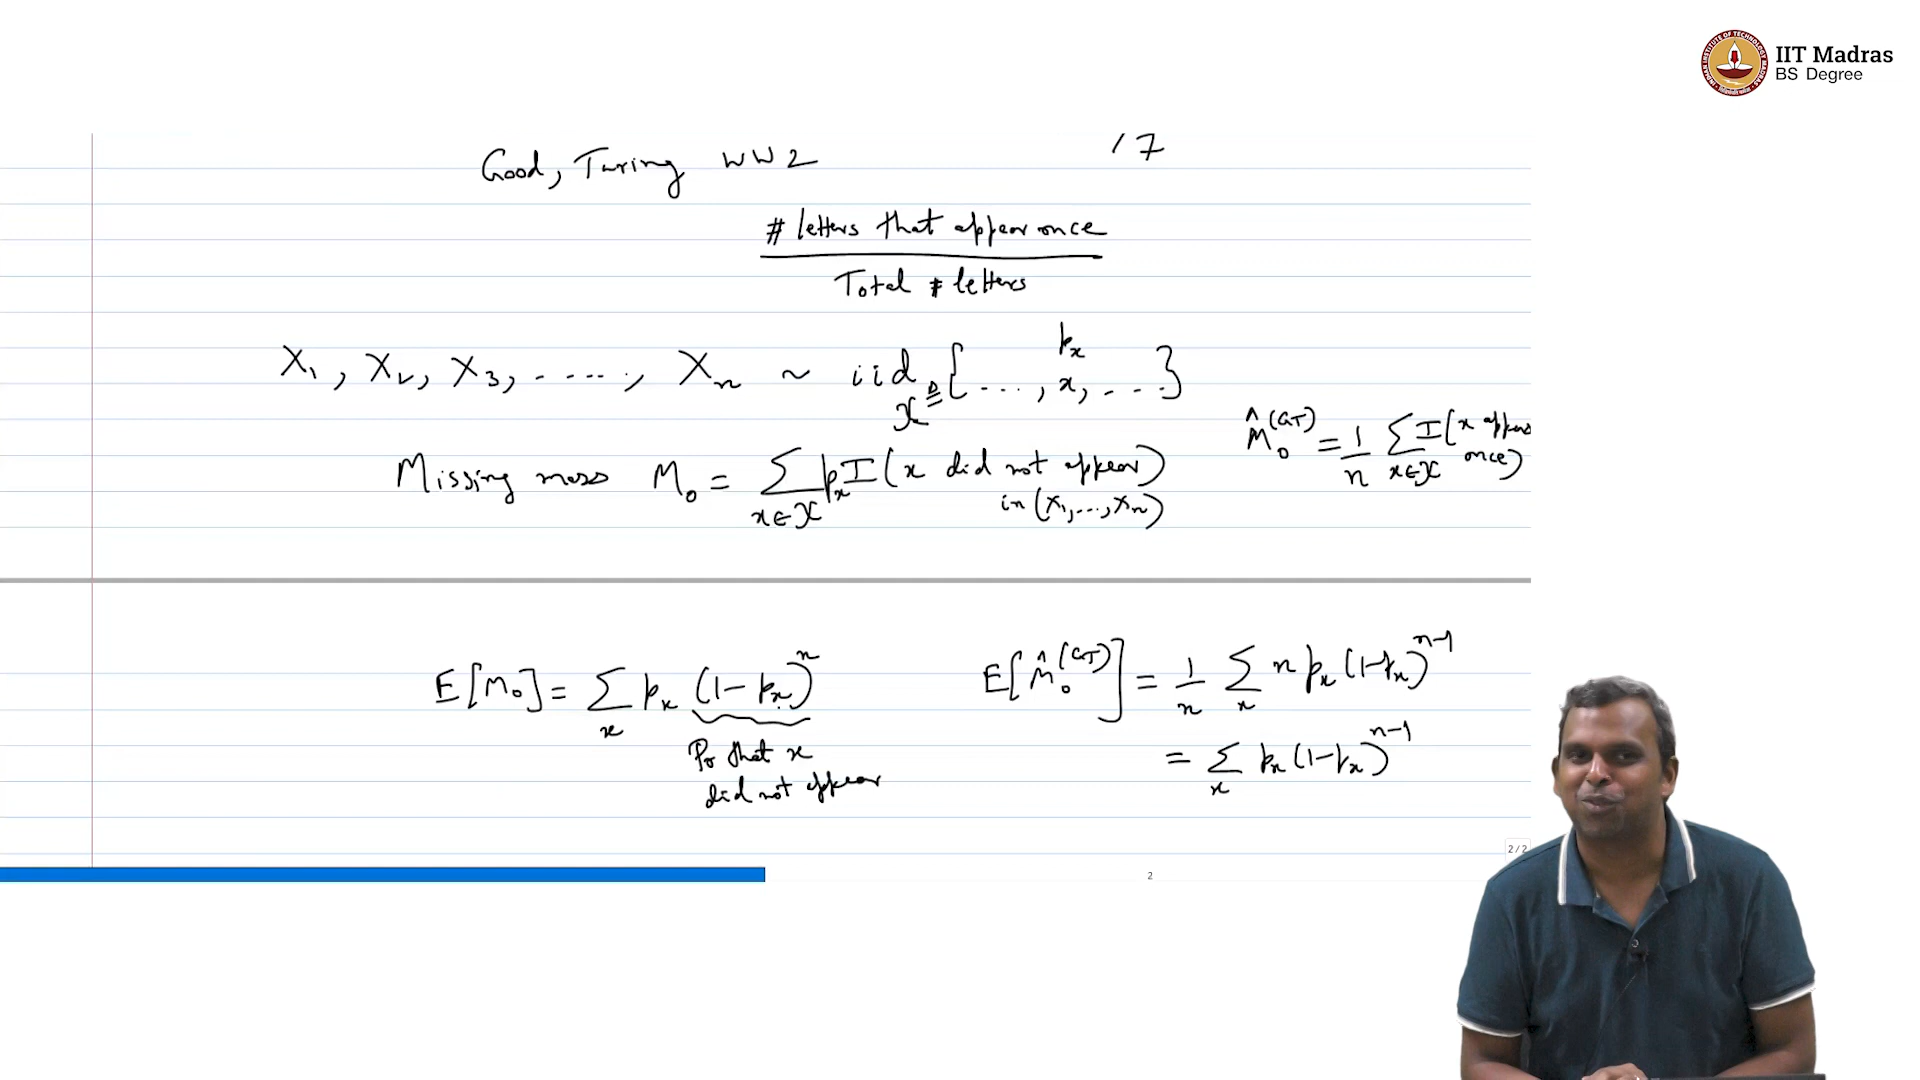 IIT Madras
BS Degree
Good, Turing WW2
17
# letters that appear once
Total # letters
X₁, X₂, X₃, ....., Xₙ ~ iid 𝒳 ≜ {..., x, ...}
pₓ
M̂₀^(GT) = 1/n Σ_{x∈𝒳} I(x appears once)
Missing mass M₀ = Σ_{x∈𝒳} pₓ I(x did not appear)
in (X₁,...,Xₙ)
E[M₀] = Σₓ pₓ (1-pₓ)ⁿ
Pr that x
did not appear
E[M̂₀^(GT)] = 1/n Σₓ n pₓ (1-pₓ)^{n-1}
= Σₓ pₓ (1-pₓ)^{n-1}
2/2
2